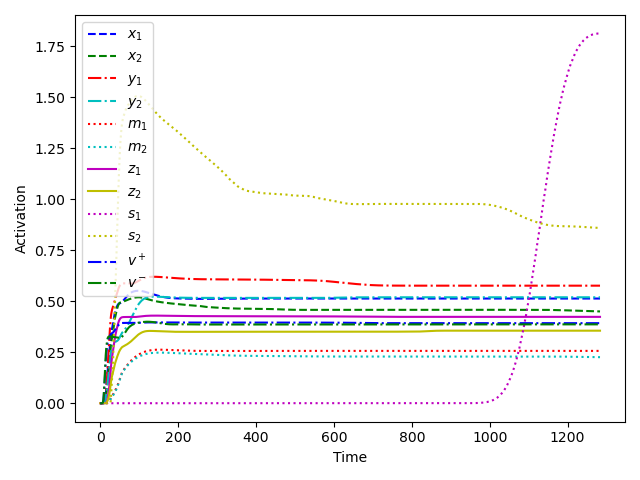 Activation
1.75
1.50
1.25
1.00
0.75
0.50
0.25
0.00
x₁
x₂
y₁
y₂
m₁
m₂
z₁
z₂
s₁
s₂
v⁺
v⁻
0 200 400 600 800 1000 1200
Time